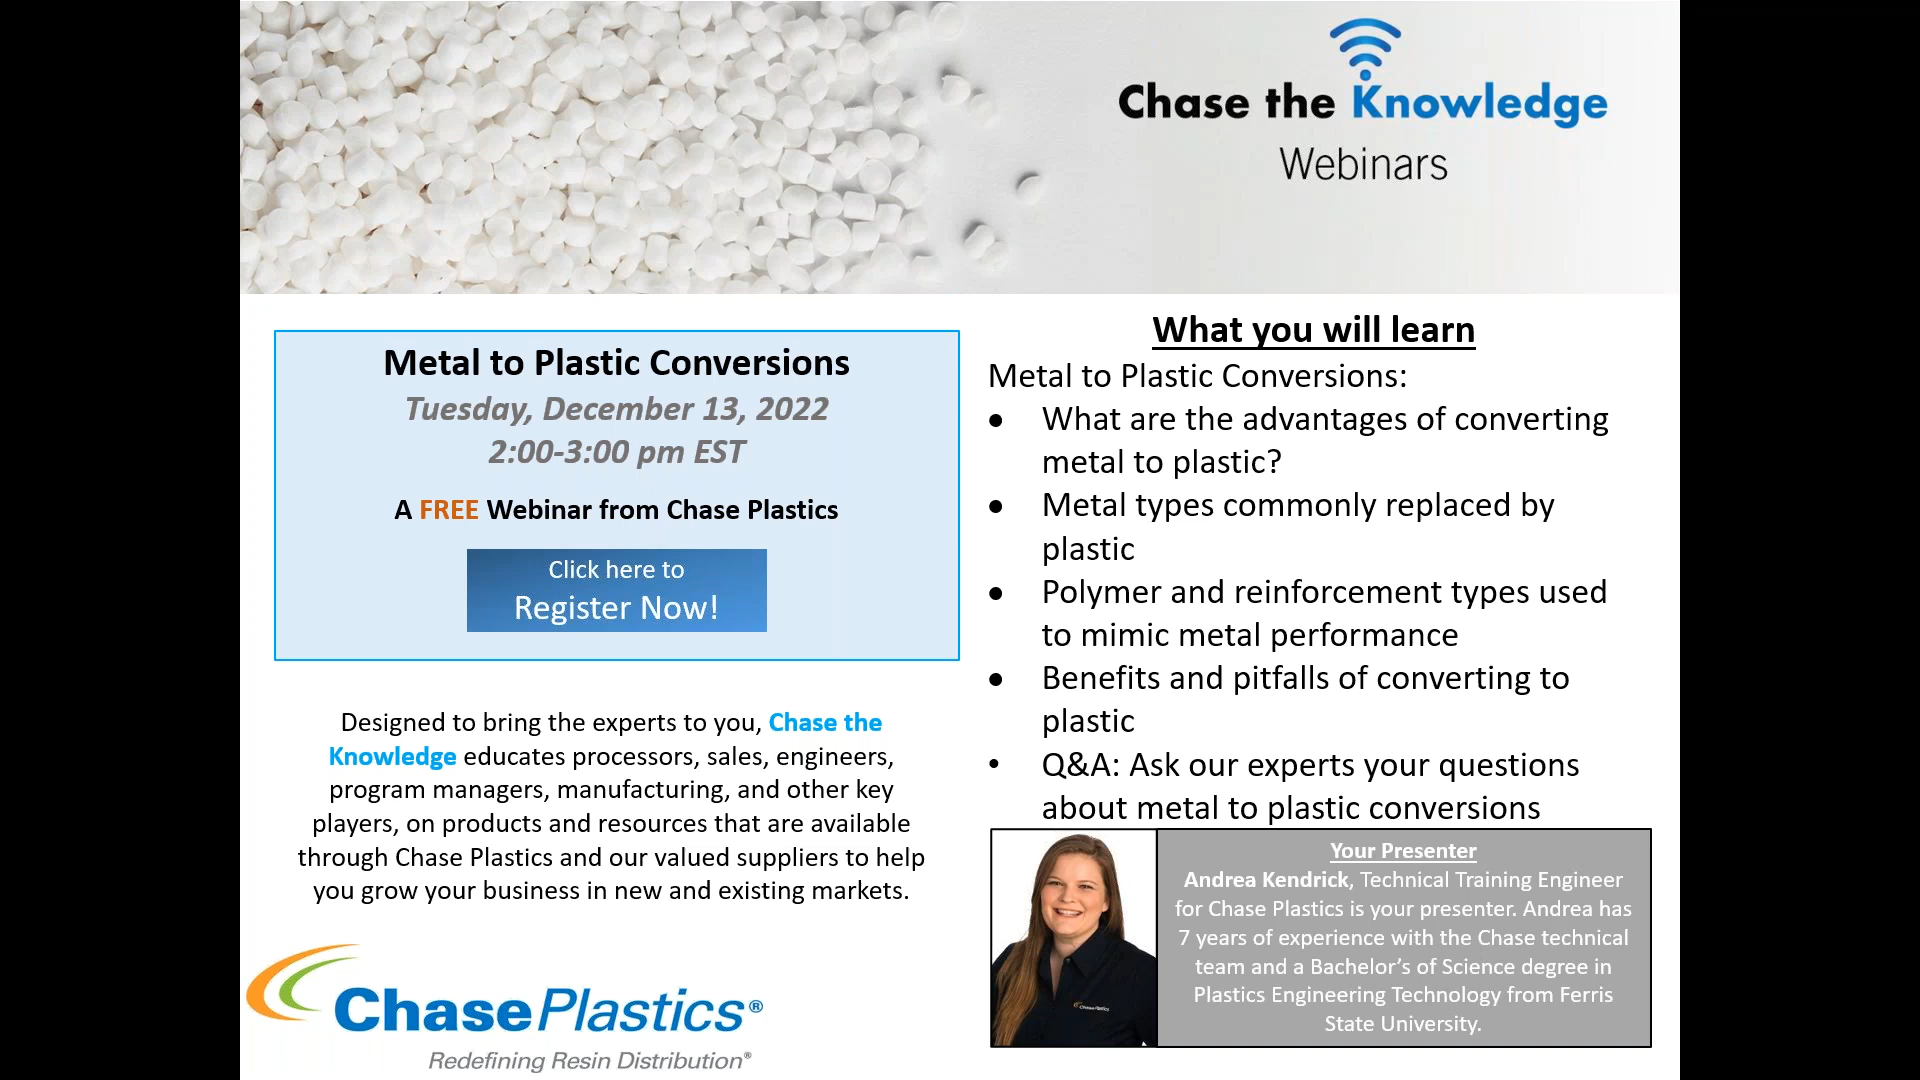 Chase the Knowledge
Webinars
Metal to Plastic Conversions
Tuesday, December 13, 2022
2:00-3:00 pm EST
A FREE Webinar from Chase Plastics
Click here to
Register Now!
Designed to bring the experts to you, Chase the
Knowledge educates processors, sales, engineers,
program managers, manufacturing, and other key
players, on products and resources that are available
through Chase Plastics and our valued suppliers to help
you grow your business in new and existing markets.
ChasePlastics®
Redefining Resin Distribution®
What you will learn
Metal to Plastic Conversions:
• What are the advantages of converting
metal to plastic?
• Metal types commonly replaced by
plastic
• Polymer and reinforcement types used
to mimic metal performance
• Benefits and pitfalls of converting to
plastic
• Q&A: Ask our experts your questions
about metal to plastic conversions
ChasePlastics
Your Presenter
Andrea Kendrick, Technical Training Engineer
for Chase Plastics is your presenter. Andrea has
7 years of experience with the Chase technical
team and a Bachelor’s of Science degree in
Plastics Engineering Technology from Ferris
State University.